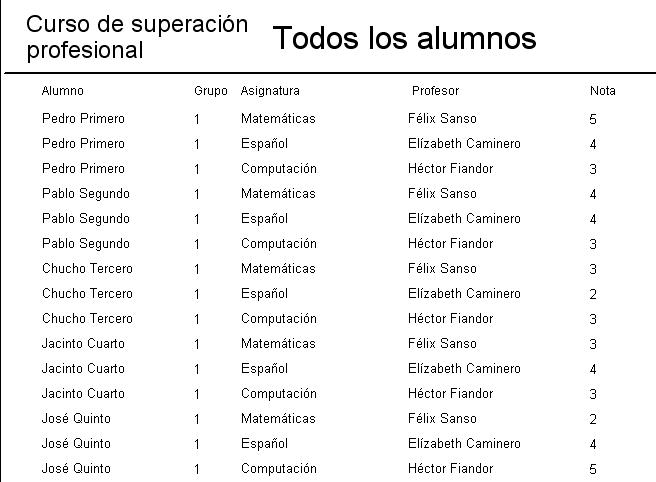 Curso de superación
profesional
Todos los alumnos
Alumno Grupo Asignatura Profesor Nota
Pedro Primero 1 Matemáticas Félix Sanso 5
Pedro Primero 1 Español Elízabeth Caminero 4
Pedro Primero 1 Computación Héctor Fiandor 3
Pablo Segundo 1 Matemáticas Félix Sanso 4
Pablo Segundo 1 Español Elízabeth Caminero 4
Pablo Segundo 1 Computación Héctor Fiandor 3
Chucho Tercero 1 Matemáticas Félix Sanso 3
Chucho Tercero 1 Español Elízabeth Caminero 2
Chucho Tercero 1 Computación Héctor Fiandor 3
Jacinto Cuarto 1 Matemáticas Félix Sanso 3
Jacinto Cuarto 1 Español Elízabeth Caminero 4
Jacinto Cuarto 1 Computación Héctor Fiandor 3
José Quinto 1 Matemáticas Félix Sanso 2
José Quinto 1 Español Elízabeth Caminero 4
José Quinto 1 Computación Héctor Fiandor 5